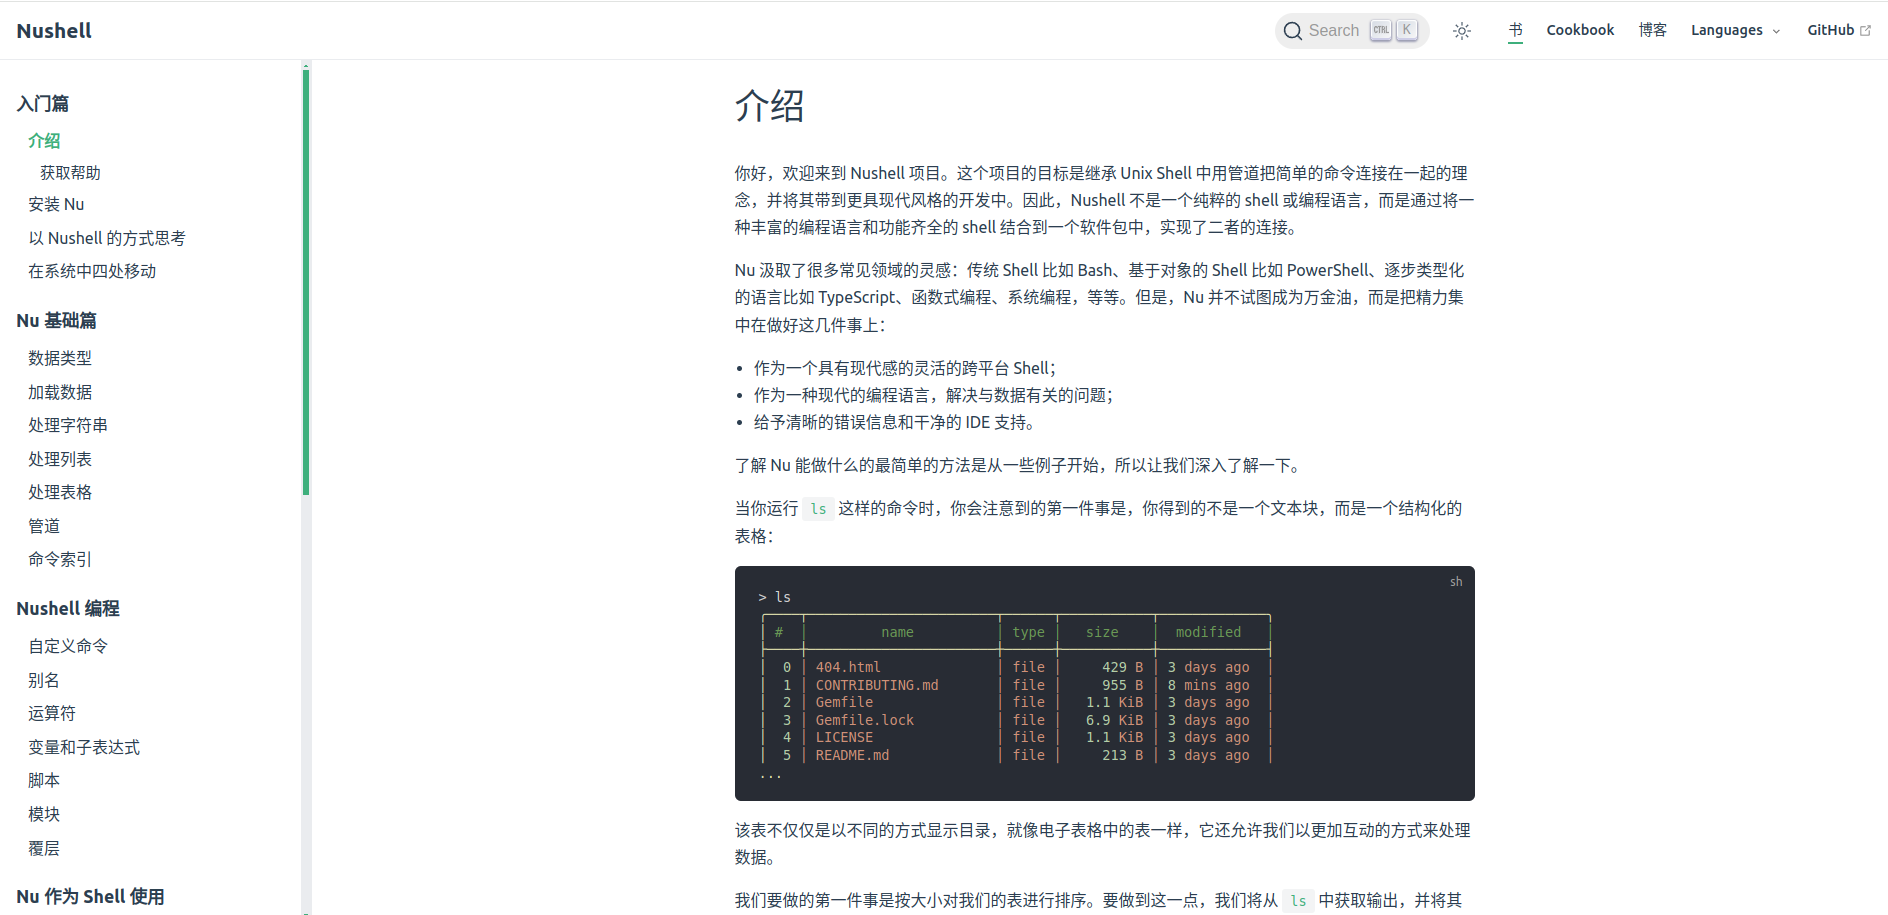 Nushell
Search CTRL K
书
Cookbook
博客
Languages
GitHub
入门篇
介绍
获取帮助
安装 Nu
以 Nushell 的方式思考
在系统中四处移动
Nu 基础篇
数据类型
加载数据
处理字符串
处理列表
处理表格
管道
命令索引
Nushell 编程
自定义命令
别名
运算符
变量和子表达式
脚本
模块
覆层
Nu 作为 Shell 使用
介绍
你好，欢迎来到 Nushell 项目。这个项目的目标是继承 Unix Shell 中用管道把简单的命令连接在一起的理
念，并将其带到更具现代风格的开发中。因此，Nushell 不是一个纯粹的 shell 或编程语言，而是通过将一
种丰富的编程语言和功能齐全的 shell 结合到一个软件包中，实现了二者的连接。
Nu 汲取了很多常见领域的灵感：传统 Shell 比如 Bash、基于对象的 Shell 比如 PowerShell、逐步类型化
的语言比如 TypeScript、函数式编程、系统编程，等等。但是，Nu 并不试图成为万金油，而是把精力集
中在做好这几件事上：
• 作为一个具有现代感的灵活的跨平台 Shell；
• 作为一种现代的编程语言，解决与数据有关的问题；
• 给予清晰的错误信息和干净的 IDE 支持。
了解 Nu 能做什么的最简单的方法是从一些例子开始，所以让我们深入了解一下。
当你运行 ls 这样的命令时，你会注意到的第一件事是，你得到的不是一个文本块，而是一个结构化的
表格：
sh
> ls
# │ name │ type │ size │ modified
0 │ 404.html │ file │ 429 B │ 3 days ago
1 │ CONTRIBUTING.md │ file │ 955 B │ 8 mins ago
2 │ Gemfile │ file │ 1.1 KiB │ 3 days ago
3 │ Gemfile.lock │ file │ 6.9 KiB │ 3 days ago
4 │ LICENSE │ file │ 1.1 KiB │ 3 days ago
5 │ README.md │ file │ 213 B │ 3 days ago
...
该表不仅仅是以不同的方式显示目录，就像电子表格中的表一样，它还允许我们以更加互动的方式来处理
数据。
我们要做的第一件事是按大小对我们的表进行排序。要做到这一点，我们将从 ls 中获取输出，并将其